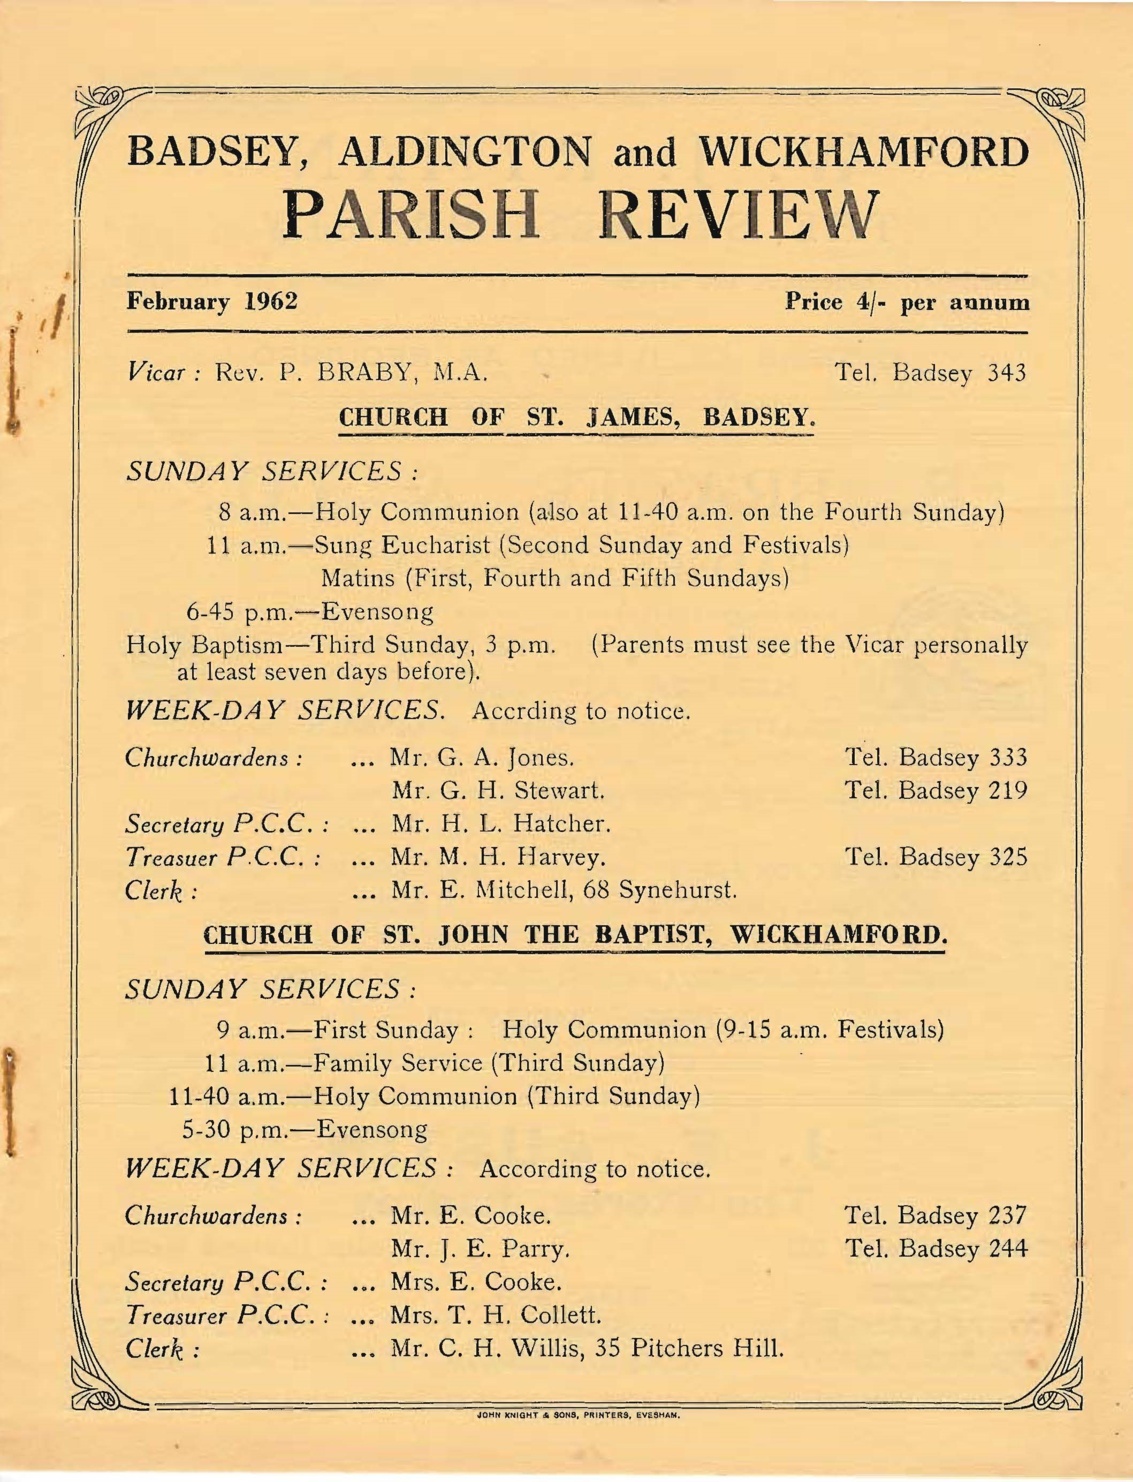 BADSEY, ALDINGTON and WICKHAMFORD
PARISH REVIEW
February 1962 Price 4/- per annum
Vicar : Rev. P. BRABY, M.A. Tel. Badsey 343
CHURCH OF ST. JAMES, BADSEY.
SUNDAY SERVICES :
8 a.m.—Holy Communion (also at 11-40 a.m. on the Fourth Sunday)
11 a.m.—Sung Eucharist (Second Sunday and Festivals)
Matins (First, Fourth and Fifth Sundays)
6-45 p.m.—Evensong
Holy Baptism—Third Sunday, 3 p.m. (Parents must see the Vicar personally
at least seven days before).
WEEK-DAY SERVICES. Accrding to notice.
Churchwardens : ... Mr. G. A. Jones. Tel. Badsey 333
Mr. G. H. Stewart. Tel. Badsey 219
Secretary P.C.C. : ... Mr. H. L. Hatcher.
Treasuer P.C.C. : ... Mr. M. H. Harvey. Tel. Badsey 325
Clerk : ... Mr. E. Mitchell, 68 Synehurst.
CHURCH OF ST. JOHN THE BAPTIST, WICKHAMFORD.
SUNDAY SERVICES :
9 a.m.—First Sunday : Holy Communion (9-15 a.m. Festivals)
11 a.m.—Family Service (Third Sunday)
11-40 a.m.—Holy Communion (Third Sunday)
5-30 p.m.—Evensong
WEEK-DAY SERVICES : According to notice.
Churchwardens : ... Mr. E. Cooke. Tel. Badsey 237
Mr. J. E. Parry. Tel. Badsey 244
Secretary P.C.C. : ... Mrs. E. Cooke.
Treasurer P.C.C. : ... Mrs. T. H. Collett.
Clerk : ... Mr. C. H. Willis, 35 Pitchers Hill.
JOHN KNIGHT & SONS, PRINTERS, EVESHAM.